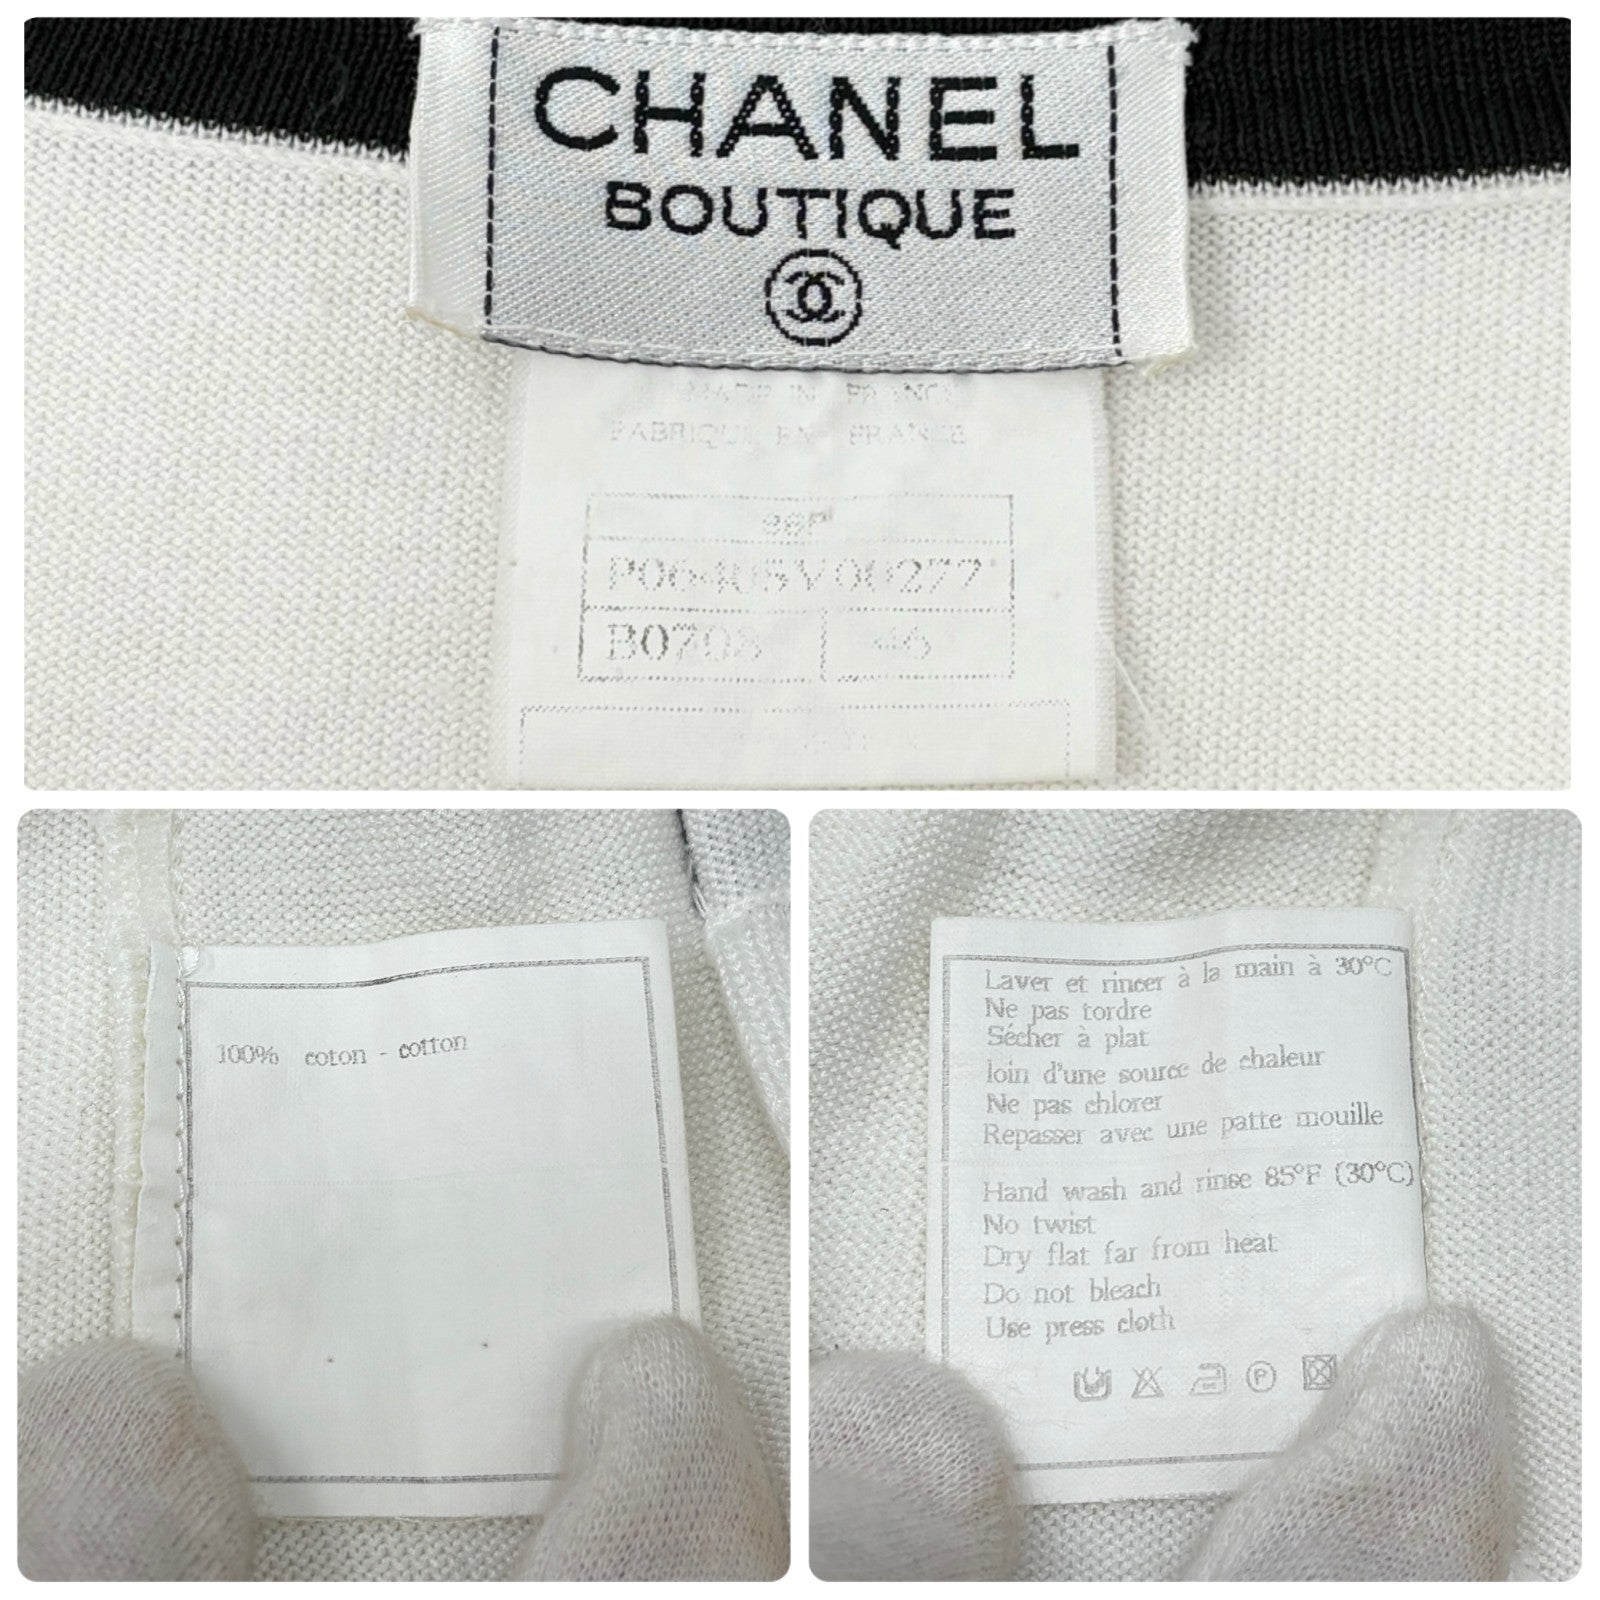 CHANEL
BOUTIQUE
MADE IN FRANCE
FABRIQUE EN FRANCE
96P
P06405V00277
B0708 46
100% coton - cotton
Laver et rincer à la main à 30°C
Ne pas tordre
Sécher à plat
loin d'une source de chaleur
Ne pas chlorer
Repasser avec une patte mouille
Hand wash and rinse 85°F (30°C)
No twist
Dry flat far from heat
Do not bleach
Use press cloth
P